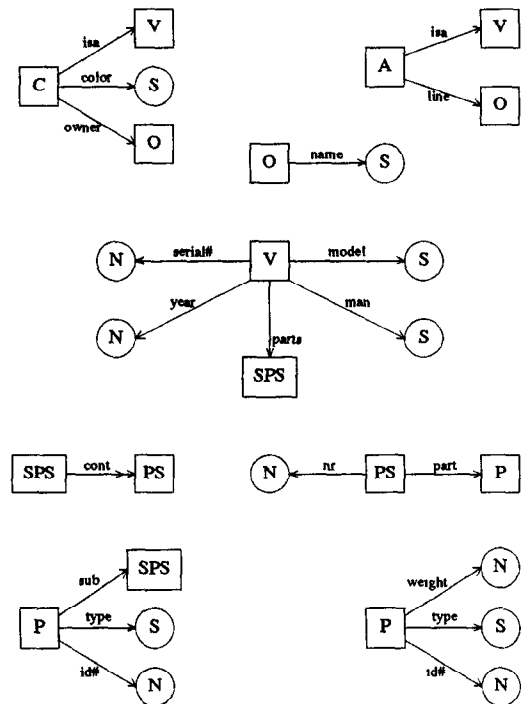 isa V
C color S
owner O
isa V
A
line O
O name S
N serial# V model S
N year man S
parts
SPS
SPS cont PS
N nr PS part P
sub SPS
P type S
id# N
weight N
P type S
id# N